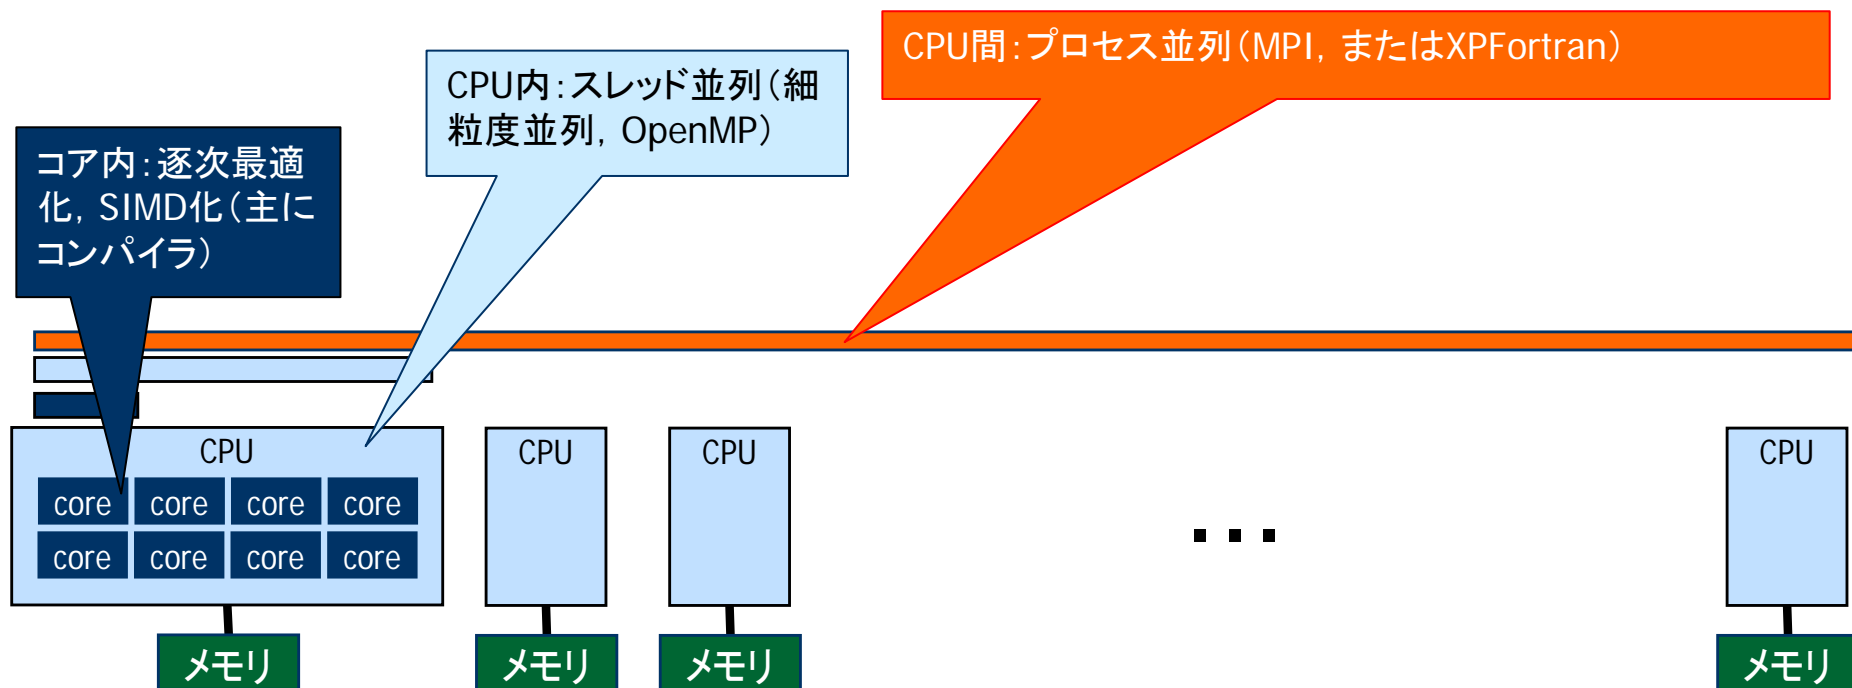 CPU間：プロセス並列（MPI，またはXPFortran）
CPU内：スレッド並列（細
粒度並列，OpenMP）
コア内：逐次最適
化，SIMD化（主に
コンパイラ）
CPU
core core core core
core core core core
メモリ
CPU
メモリ
CPU
メモリ
...
CPU
メモリ